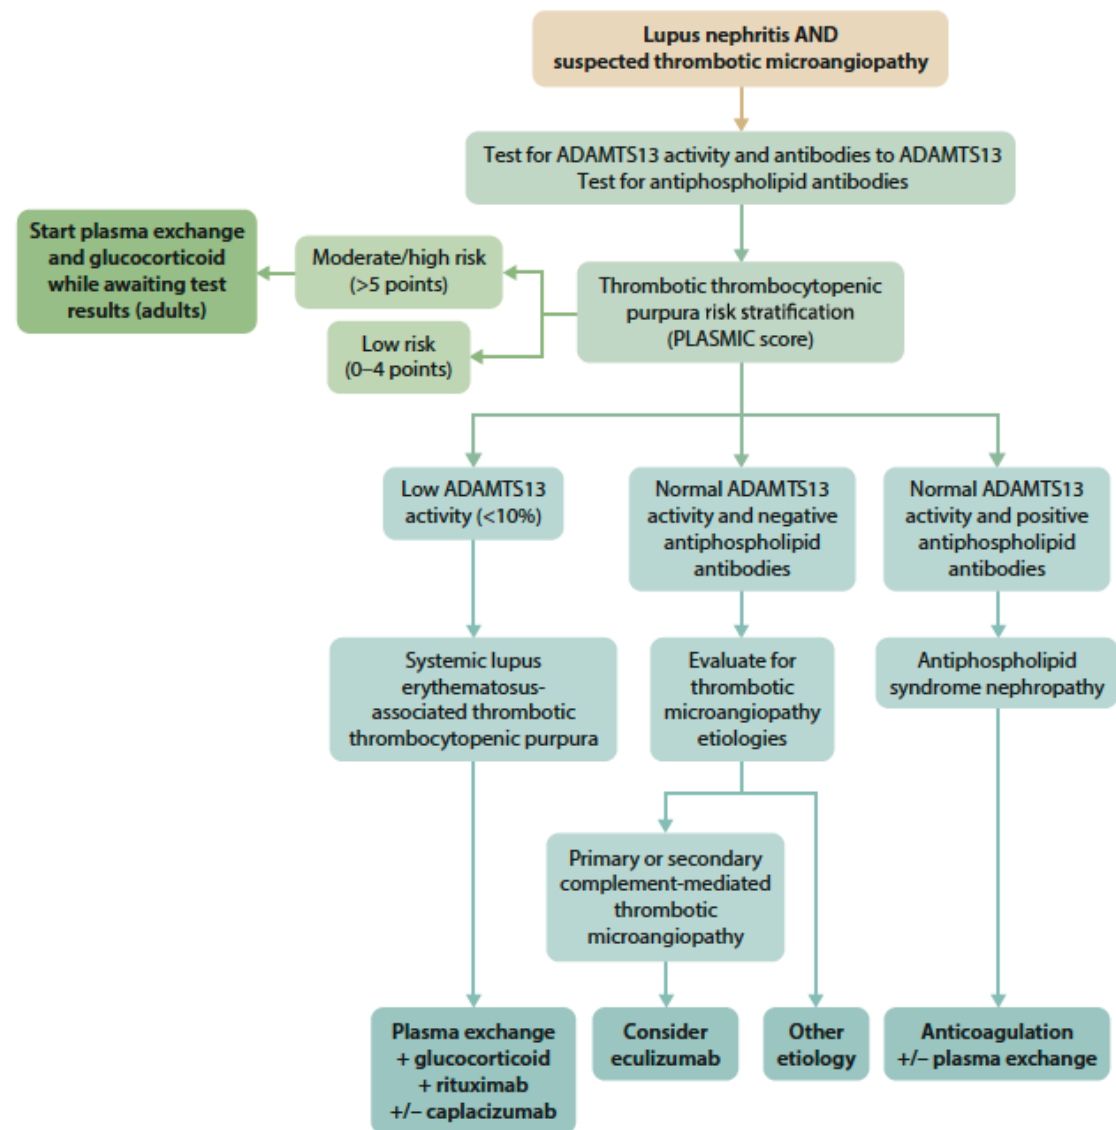 Lupus nephritis AND
suspected thrombotic microangiopathy
Test for ADAMTS13 activity and antibodies to ADAMTS13
Test for antiphospholipid antibodies
Start plasma exchange
and glucocorticoid
while awaiting test
results (adults)
Moderate/high risk
(>5 points)
Low risk
(0–4 points)
Thrombotic thrombocytopenic
purpura risk stratification
(PLASMIC score)
Low ADAMTS13
activity (<10%)
Normal ADAMTS13
activity and negative
antiphospholipid
antibodies
Normal ADAMTS13
activity and positive
antiphospholipid
antibodies
Systemic lupus
erythematosus-
associated thrombotic
thrombocytopenic purpura
Evaluate for
thrombotic
microangiopathy
etiologies
Antiphospholipid
syndrome nephropathy
Primary or secondary
complement-mediated
thrombotic
microangiopathy
Plasma exchange
+ glucocorticoid
+ rituximab
+/– caplacizumab
Consider
eculizumab
Other
etiology
Anticoagulation
+/– plasma exchange